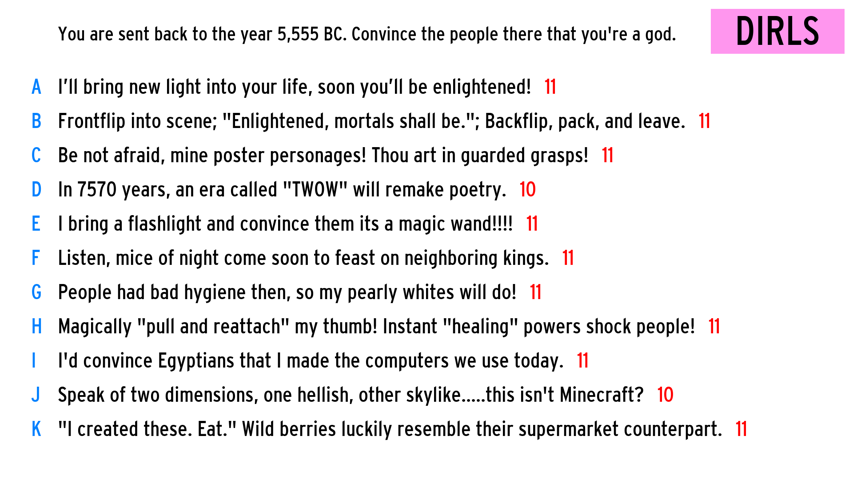 You are sent back to the year 5,555 BC. Convince the people there that you're a god.
DIRLS
A I'll bring new light into your life, soon you'll be enlightened! 11
B Frontflip into scene; "Enlightened, mortals shall be."; Backflip, pack, and leave. 11
C Be not afraid, mine poster personages! Thou art in guarded grasps! 11
D In 7570 years, an era called "TWOW" will remake poetry. 10
E I bring a flashlight and convince them its a magic wand!!!! 11
F Listen, mice of night come soon to feast on neighboring kings. 11
G People had bad hygiene then, so my pearly whites will do! 11
H Magically "pull and reattach" my thumb! Instant "healing" powers shock people! 11
I I'd convince Egyptians that I made the computers we use today. 11
J Speak of two dimensions, one hellish, other skylike.....this isn't Minecraft? 10
K "I created these. Eat." Wild berries luckily resemble their supermarket counterpart. 11